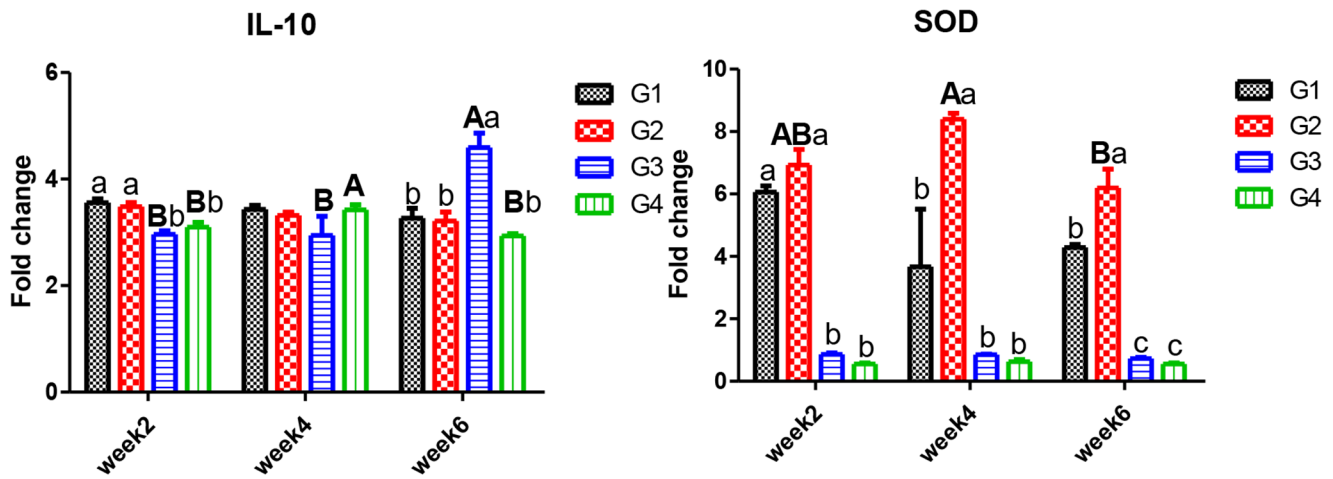 IL-10
Fold change
6
4
2
0
a a Bb Bb
B A
b b Aa Bb
week2 week4 week6
G1
G2
G3
G4
SOD
Fold change
10
8
6
4
2
0
a ABa b b
b Aa b b
b Ba c c
week2 week4 week6
G1
G2
G3
G4